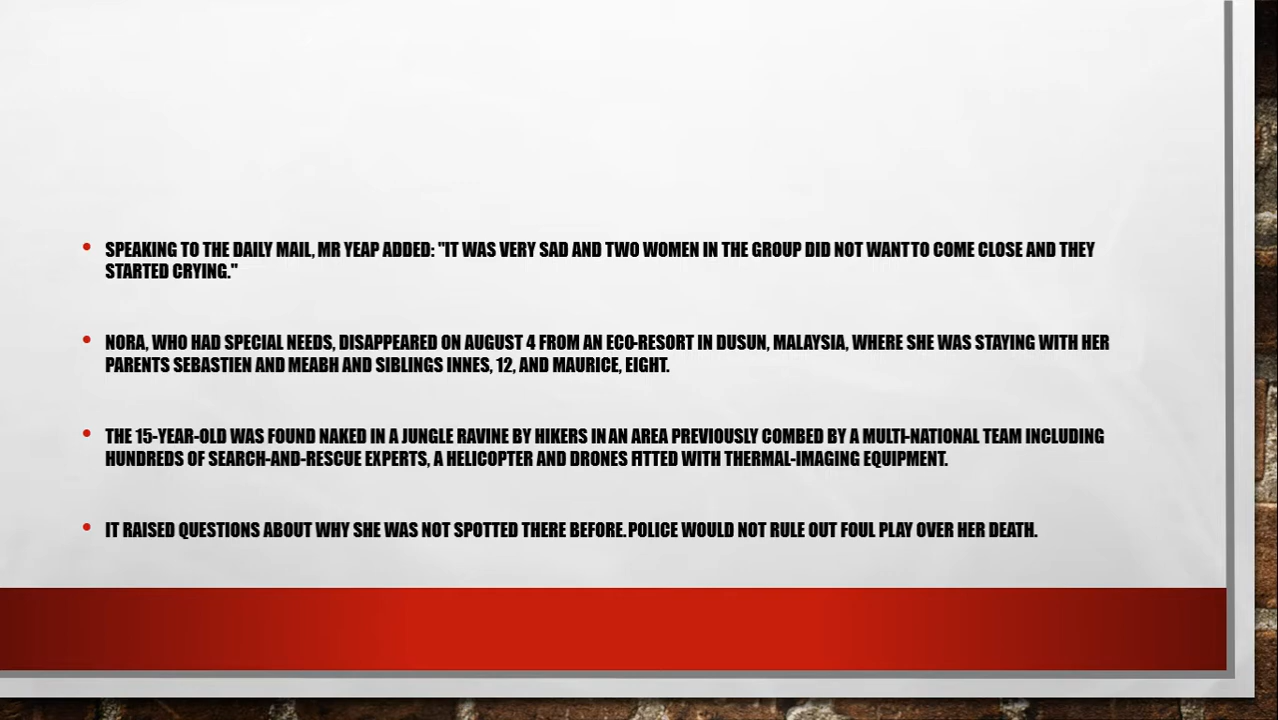 SPEAKING TO THE DAILY MAIL, MR YEAP ADDED: "IT WAS VERY SAD AND TWO WOMEN IN THE GROUP DID NOT WANT TO COME CLOSE AND THEY
STARTED CRYING."
NORA, WHO HAD SPECIAL NEEDS, DISAPPEARED ON AUGUST 4 FROM AN ECO-RESORT IN DUSUN, MALAYSIA, WHERE SHE WAS STAYING WITH HER
PARENTS SEBASTIEN AND MEABH AND SIBLINGS INNES, 12, AND MAURICE, EIGHT.
THE 15-YEAR-OLD WAS FOUND NAKED IN A JUNGLE RAVINE BY HIKERS IN AN AREA PREVIOUSLY COMBED BY A MULTI-NATIONAL TEAM INCLUDING
HUNDREDS OF SEARCH-AND-RESCUE EXPERTS, A HELICOPTER AND DRONES FITTED WITH THERMAL-IMAGING EQUIPMENT.
IT RAISED QUESTIONS ABOUT WHY SHE WAS NOT SPOTTED THERE BEFORE. POLICE WOULD NOT RULE OUT FOUL PLAY OVER HER DEATH.